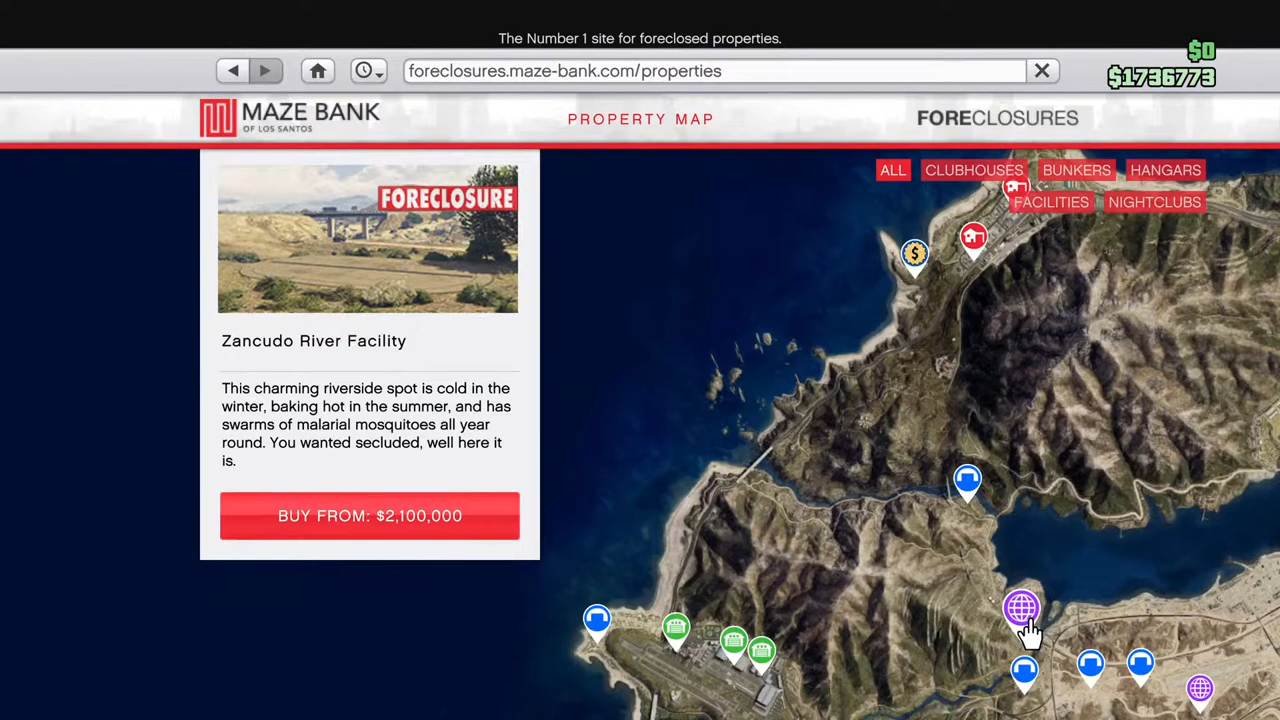 The Number 1 site for foreclosed properties.
$0
foreclosures.maze-bank.com/properties
$1736773
MAZE BANK
OF LOS SANTOS
PROPERTY MAP
FORECLOSURES
FORECLOSURE
ALL
CLUBHOUSES
BUNKERS
HANGARS
FACILITIES
NIGHTCLUBS
Zancudo River Facility
This charming riverside spot is cold in the
winter, baking hot in the summer, and has
swarms of malarial mosquitoes all year
round. You wanted secluded, well here it
is.
BUY FROM: $2,100,000
$